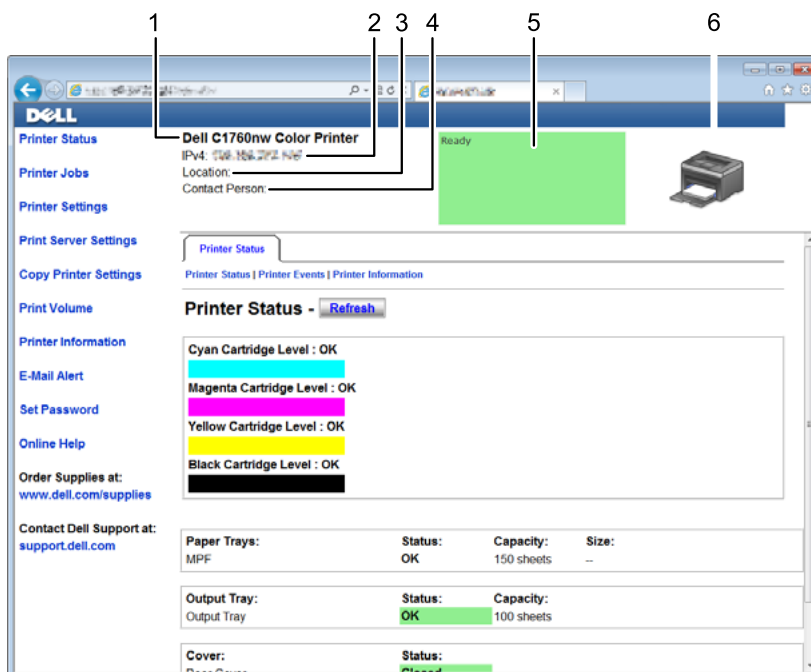 1 2 3 4 5 6
DELL
Printer Status
Printer Jobs
Printer Settings
Print Server Settings
Copy Printer Settings
Print Volume
Printer Information
E-Mail Alert
Set Password
Online Help
Order Supplies at:
www.dell.com/supplies
Contact Dell Support at:
support.dell.com
Dell C1760nw Color Printer
IPv4:
Location:
Contact Person:
Ready
Printer Status
Printer Status | Printer Events | Printer Information
Printer Status - Refresh
Cyan Cartridge Level : OK
Magenta Cartridge Level : OK
Yellow Cartridge Level : OK
Black Cartridge Level : OK
Paper Trays: Status: Capacity: Size:
MPF OK 150 sheets --
Output Tray: Status: Capacity:
Output Tray OK 100 sheets
Cover: Status:
Rear Cover Closed